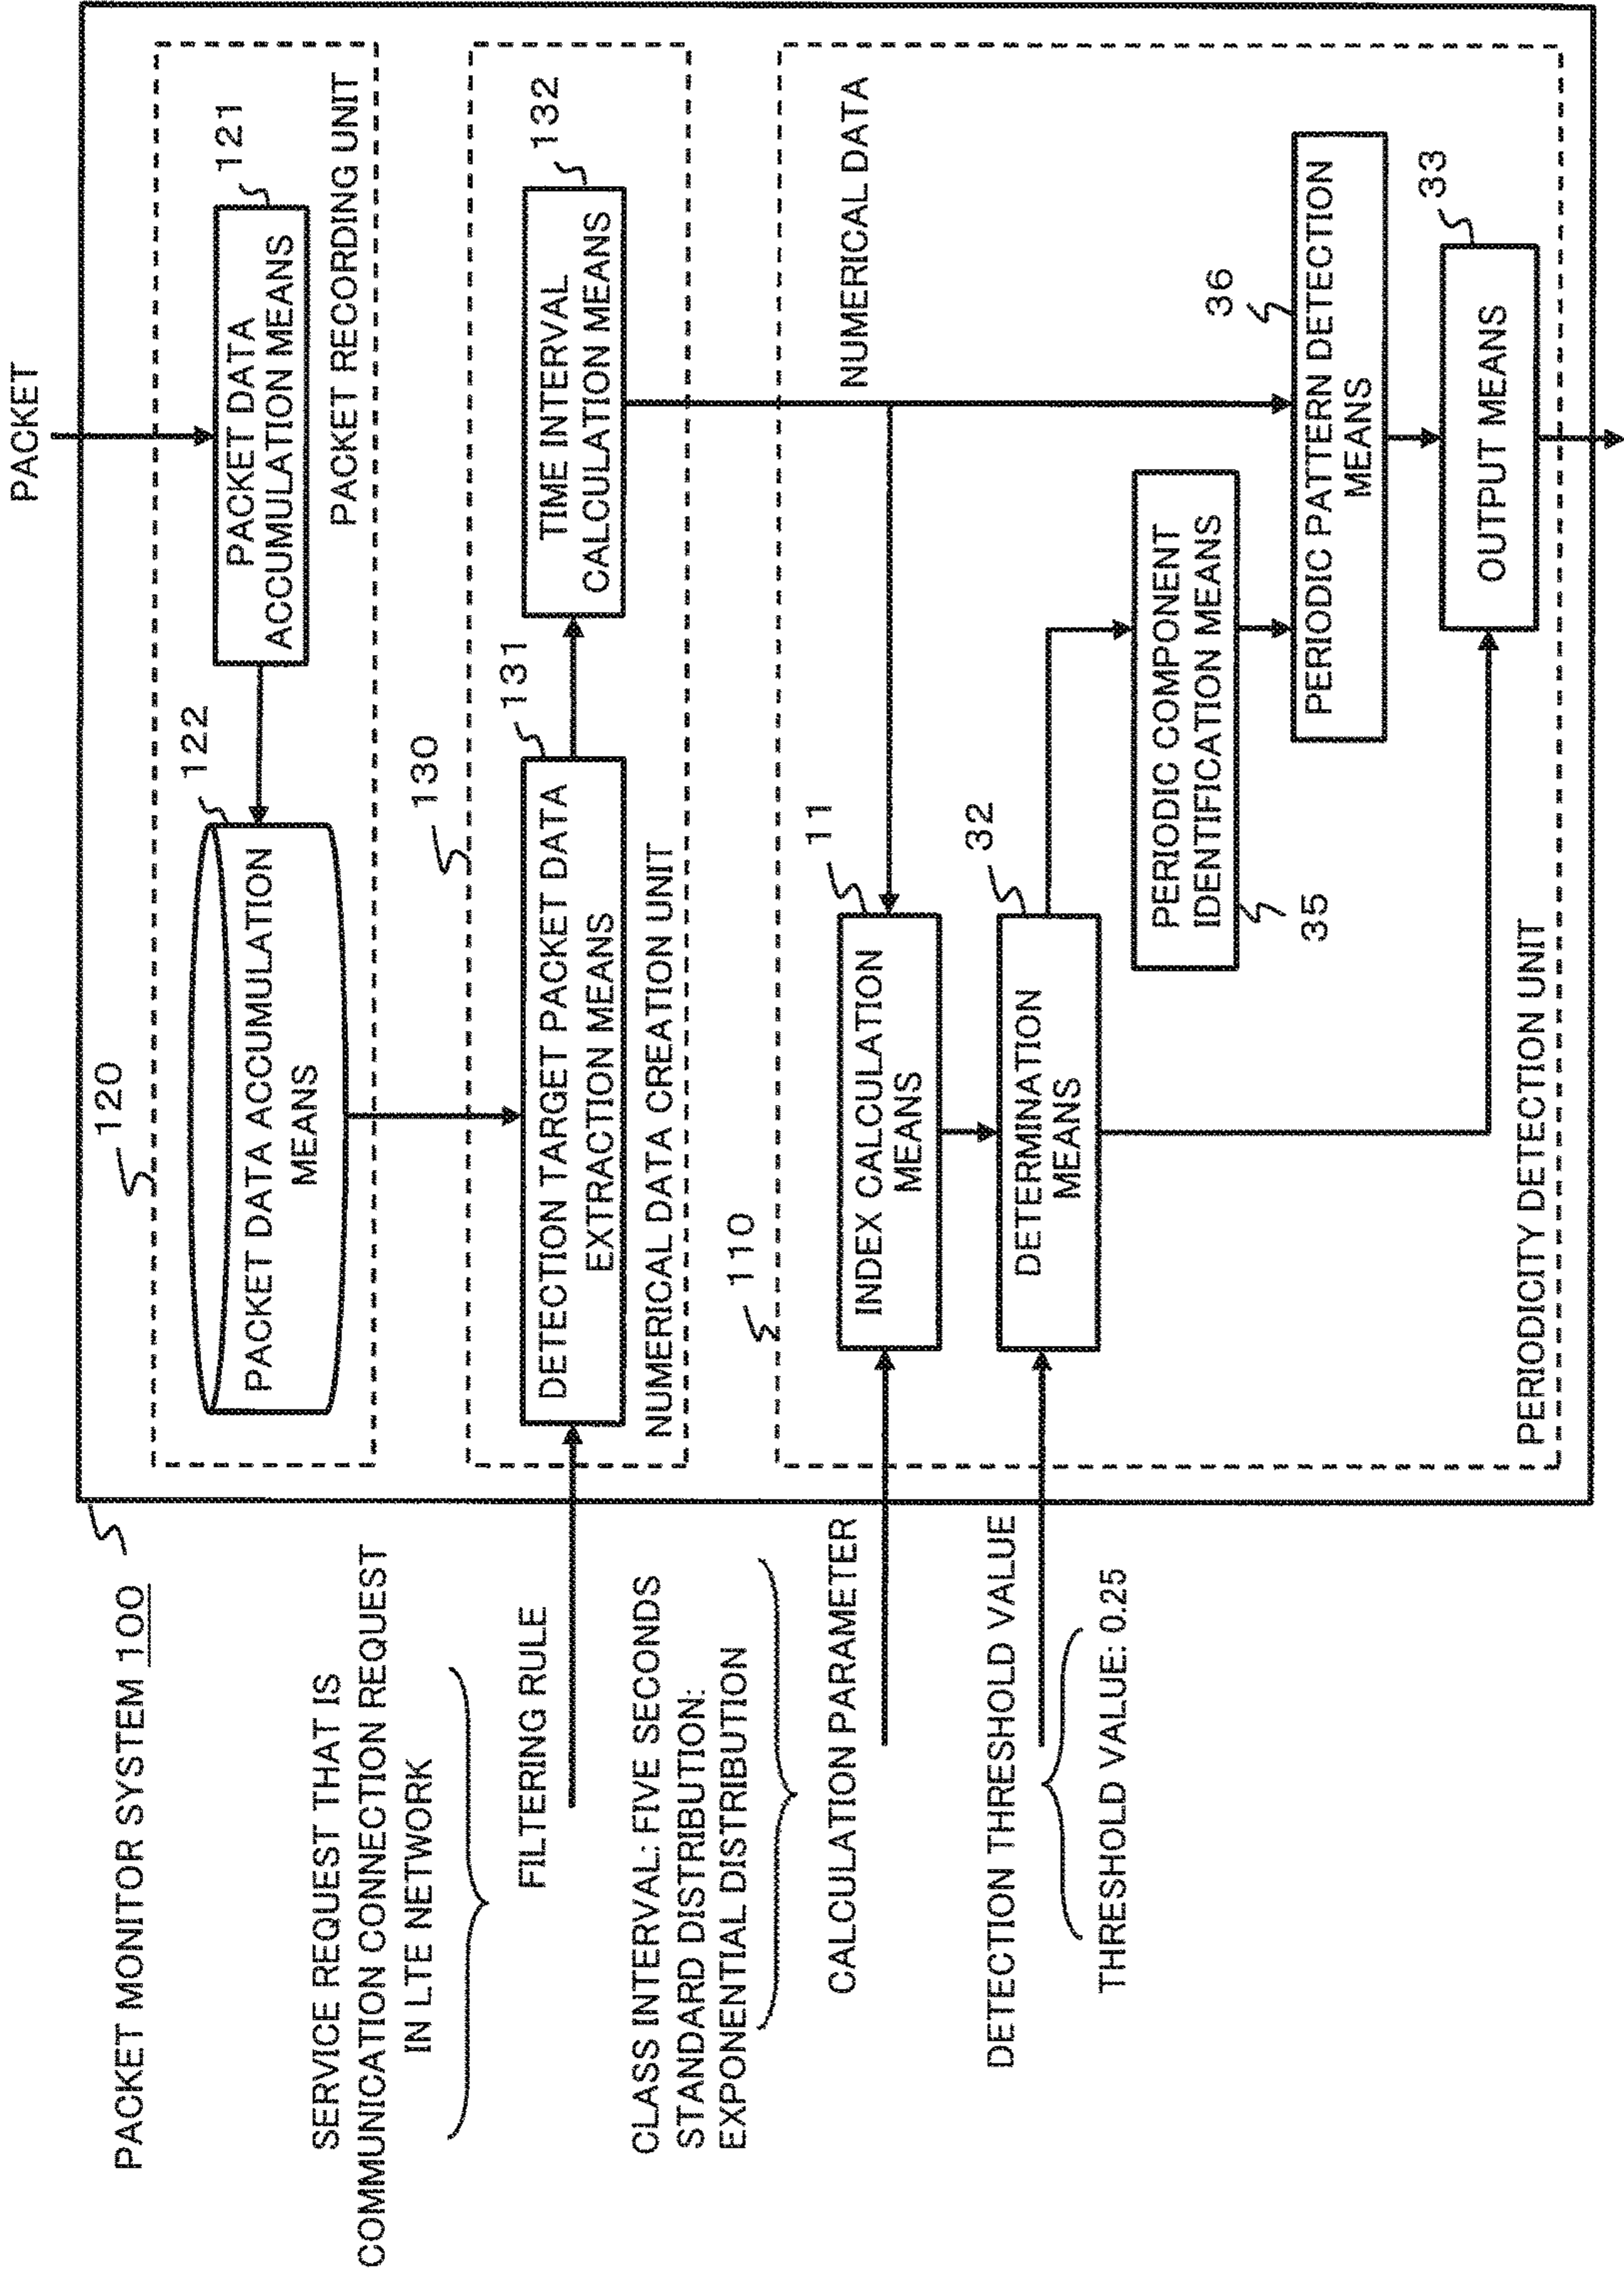 PACKET
PACKET MONITOR SYSTEM 100
120
122
121
PACKET DATA ACCUMULATION
MEANS
PACKET DATA
ACCUMULATION MEANS
PACKET RECORDING UNIT
SERVICE REQUEST THAT IS
COMMUNICATION CONNECTION REQUEST
IN LTE NETWORK
FILTERING RULE
130
131
132
DETECTION TARGET PACKET DATA
EXTRACTION MEANS
TIME INTERVAL
CALCULATION MEANS
NUMERICAL DATA CREATION UNIT
CLASS INTERVAL: FIVE SECONDS
STANDARD DISTRIBUTION:
EXPONENTIAL DISTRIBUTION
CALCULATION PARAMETER
110
11
NUMERICAL DATA
INDEX CALCULATION
MEANS
DETECTION THRESHOLD VALUE
THRESHOLD VALUE: 0.25
32
DETERMINATION
MEANS
PERIODIC COMPONENT
IDENTIFICATION MEANS
35
36
PERIODIC PATTERN DETECTION
MEANS
33
OUTPUT MEANS
PERIODICITY DETECTION UNIT